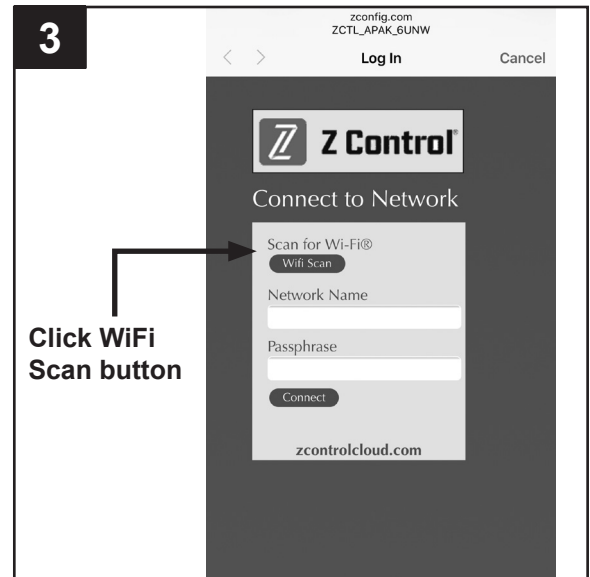 3
zconfig.com
ZCTL_APAK_6UNW
< > Log In Cancel
Z Control®
Connect to Network
Scan for Wi-Fi®
Wifi Scan
Network Name
Click WiFi
Scan button
Passphrase
Connect
zcontrolcloud.com